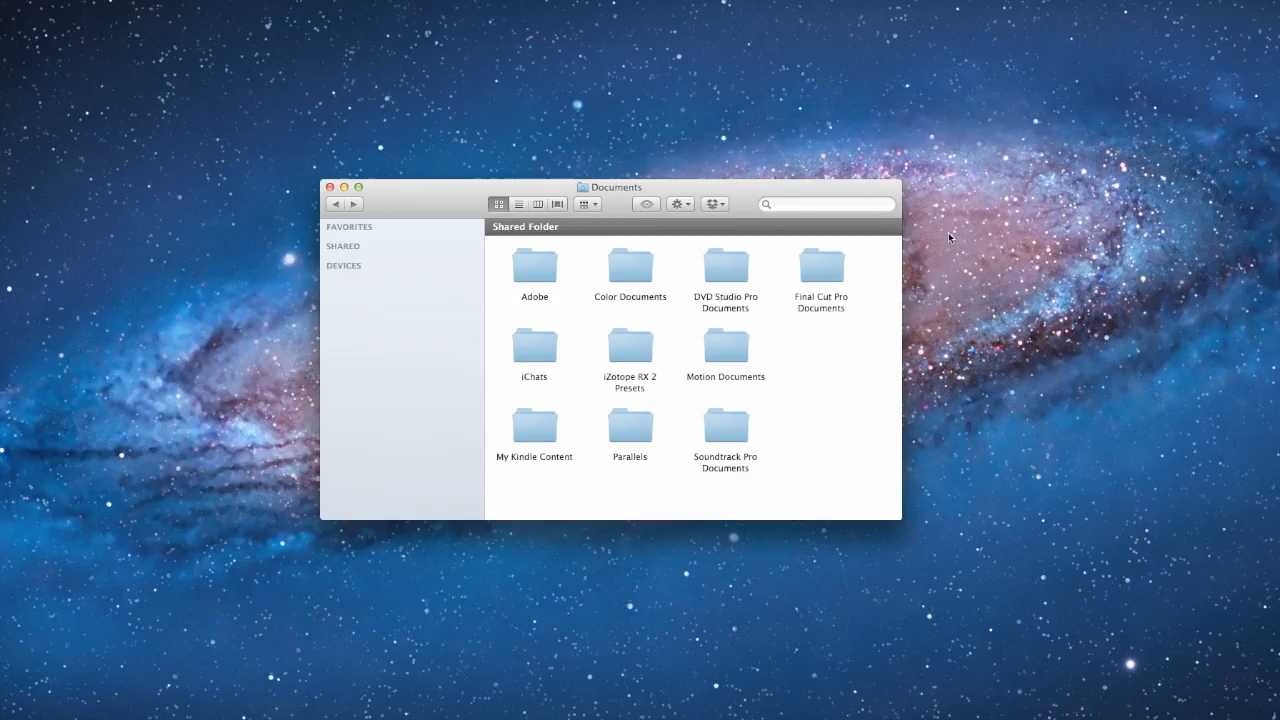 Documents
FAVORITES
SHARED
DEVICES
Shared Folder
Adobe
Color Documents
DVD Studio Pro
Documents
Final Cut Pro
Documents
iChats
iZotope RX 2
Presets
Motion Documents
My Kindle Content
Parallels
Soundtrack Pro
Documents